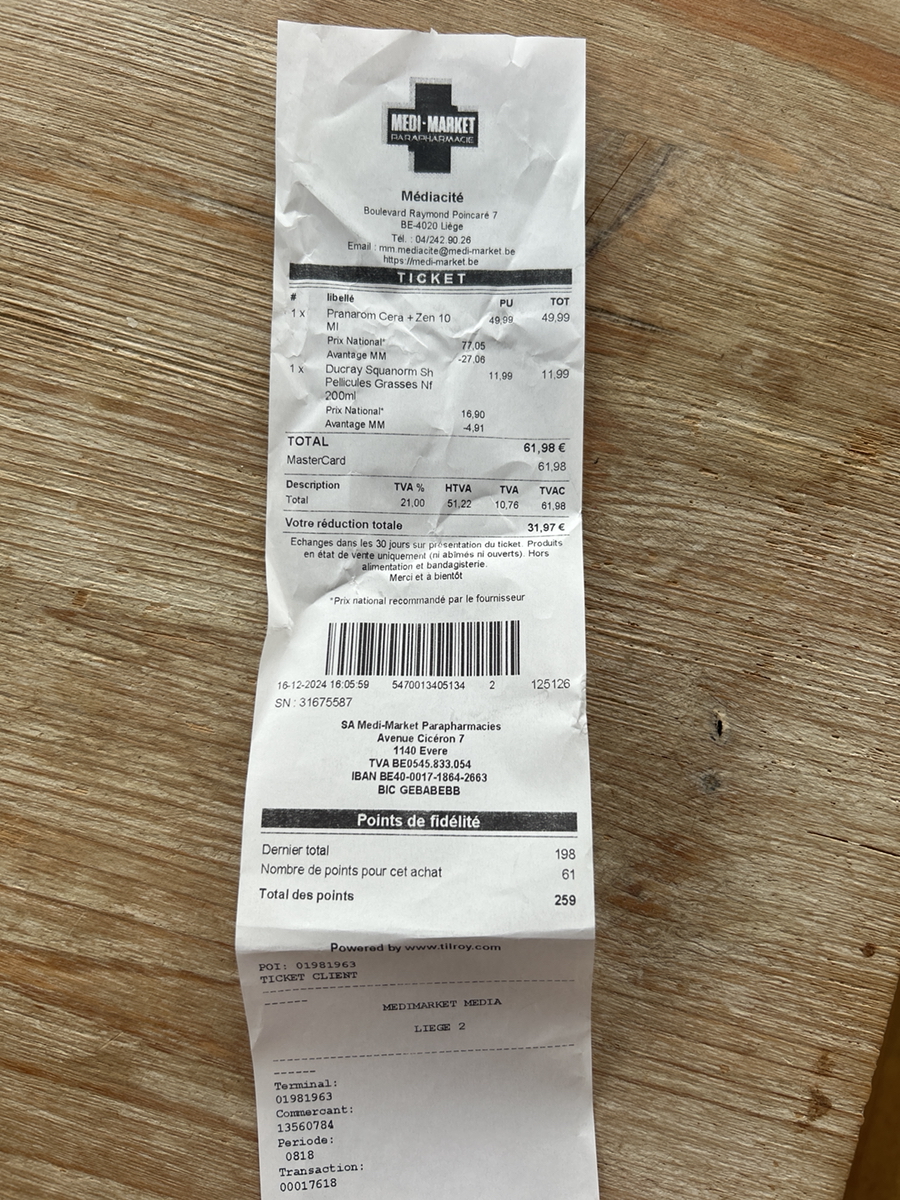 MEDI-MARKET
PARAPHARMACIE
Médiacité
Boulevard Raymond Poincaré 7
BE-4020 Liège
Tél. : 04/242.90.26
Email : mm.mediacite@medi-market.be
https://medi-market.be
TICKET
# libellé PU TOT
1 x Pranarom Cera + Zen 10 49,99 49,99
Ml
Prix National* 77,05
Avantage MM -27,06
1 x Ducray Squanorm Sh 11,99 11,99
Pellicules Grasses Nf
200ml
Prix National* 16,90
Avantage MM -4,91
TOTAL 61,98 €
MasterCard 61,98
Description TVA % HTVA TVA TVAC
Total 21,00 51,22 10,76 61,98
Votre réduction totale 31,97 €
Echanges dans les 30 jours sur présentation du ticket. Produits
en état de vente uniquement (ni abîmés ni ouverts). Hors
alimentation et bandagisterie.
Merci et à bientôt
*Prix national recommandé par le fournisseur
16-12-2024 16:05:59 5470013405134 2 125126
SN : 31675587
SA Medi-Market Parapharmacies
Avenue Cicéron 7
1140 Evere
TVA BE0545.833.054
IBAN BE40-0017-1864-2663
BIC GEBABEBB
Points de fidélité
Dernier total 198
Nombre de points pour cet achat 61
Total des points 259
Powered by www.tilroy.com
POI: 01981963
TICKET CLIENT
MEDIMARKET MEDIA
LIEGE 2
Terminal:
01981963
Commercant:
13560784
Periode:
0818
Transaction:
00017618